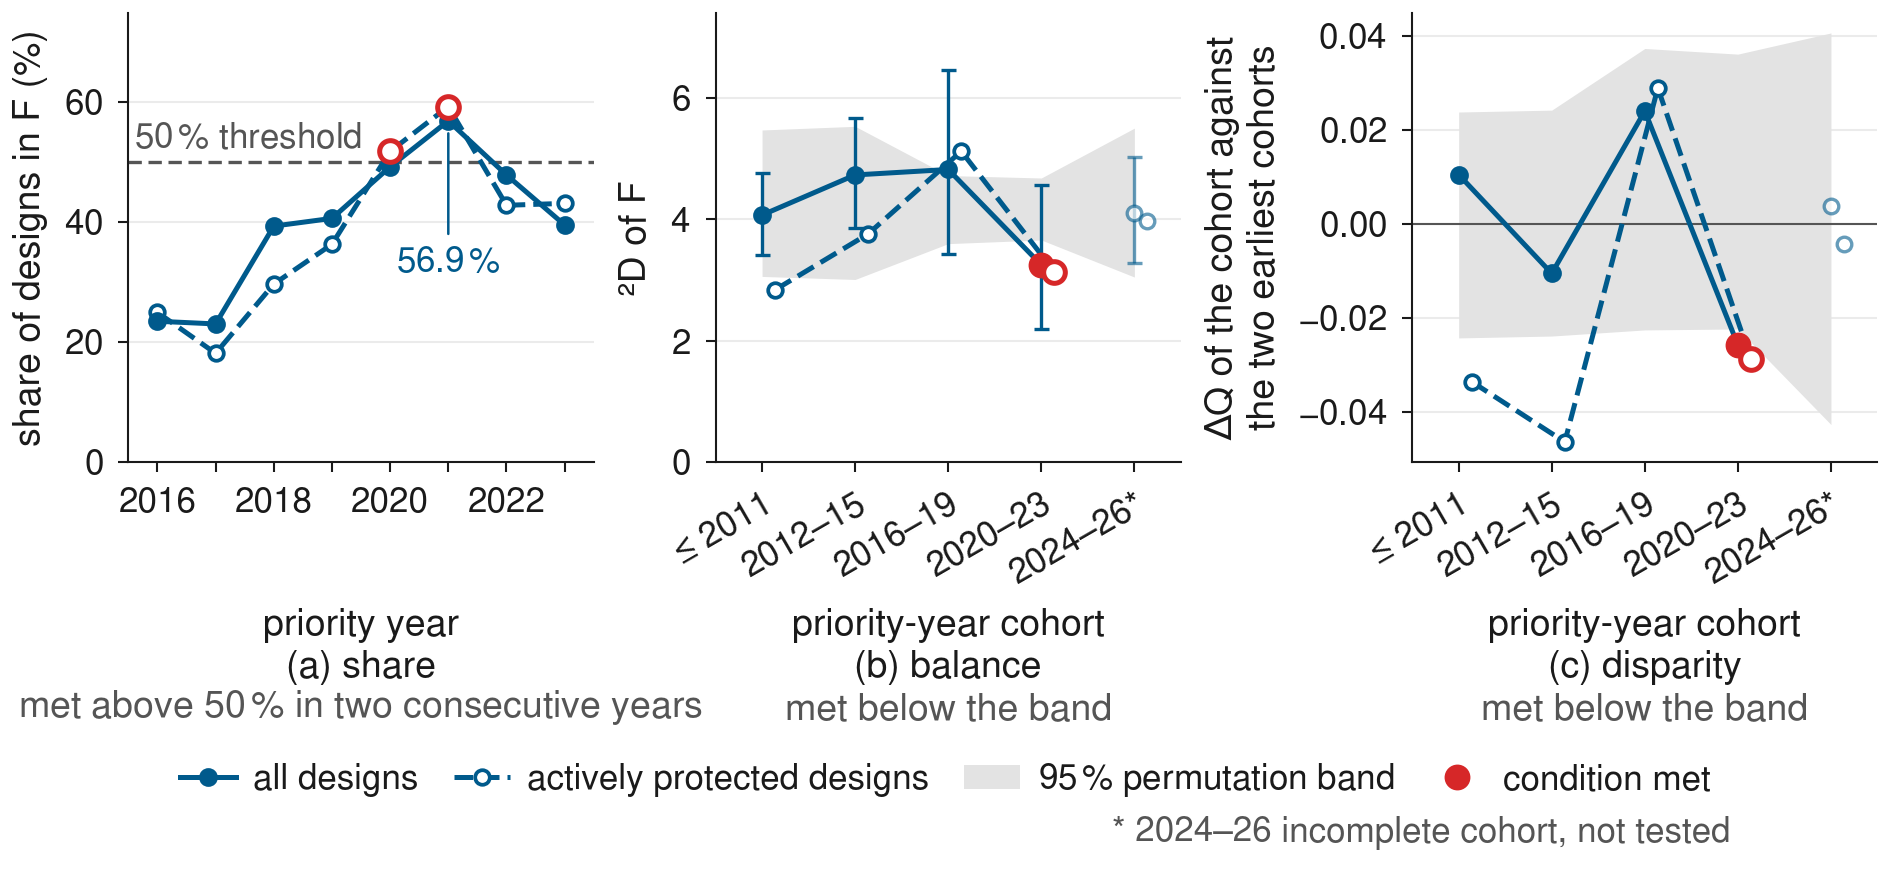 share of designs in F (%)
60
40
20
0
50 % threshold
56.9 %
2016
2018
2020
2022
priority year
(a) share
met above 50 % in two consecutive years
²D of F
6
4
2
0
≤ 2011
2012–15
2016–19
2020–23
2024–26*
priority-year cohort
(b) balance
met below the band
ΔQ of the cohort against
the two earliest cohorts
0.04
0.02
0.00
−0.02
−0.04
≤ 2011
2012–15
2016–19
2020–23
2024–26*
priority-year cohort
(c) disparity
met below the band
all designs
actively protected designs
95 % permutation band
condition met
* 2024–26 incomplete cohort, not tested